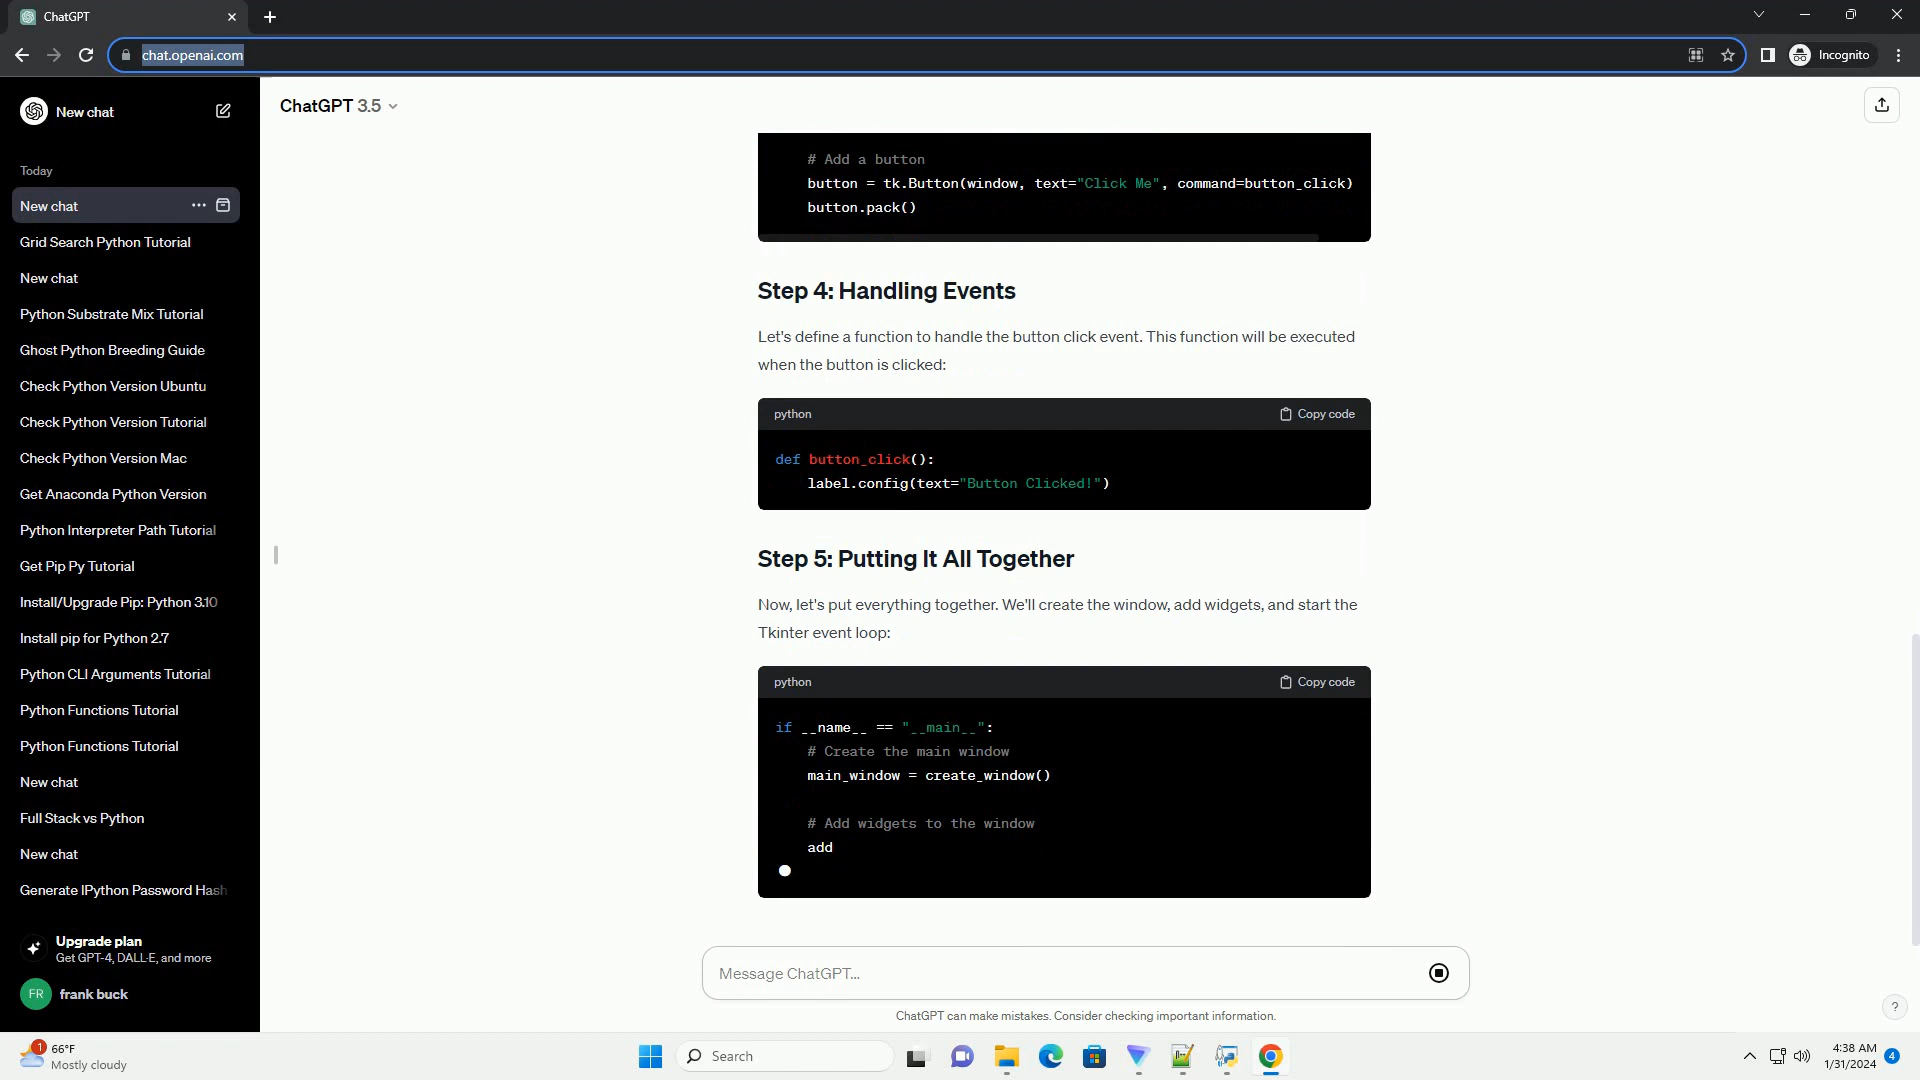 ChatGPT
chat.openai.com
Incognito
New chat
Today
New chat
Grid Search Python Tutorial
New chat
Python Substrate Mix Tutorial
Ghost Python Breeding Guide
Check Python Version Ubuntu
Check Python Version Tutorial
Check Python Version Mac
Get Anaconda Python Version
Python Interpreter Path Tutorial
Get Pip Py Tutorial
Install/Upgrade Pip: Python 3.10
Install pip for Python 2.7
Python CLI Arguments Tutorial
Python Functions Tutorial
Python Functions Tutorial
New chat
Full Stack vs Python
New chat
Generate IPython Password Hash
Upgrade plan
Get GPT-4, DALL·E, and more
FR frank buck
ChatGPT 3.5
# Add a button
button = tk.Button(window, text="Click Me", command=button_click)
button.pack()
Step 4: Handling Events
Let's define a function to handle the button click event. This function will be executed
when the button is clicked:
python Copy code
def button_click():
label.config(text="Button Clicked!")
Step 5: Putting It All Together
Now, let's put everything together. We'll create the window, add widgets, and start the
Tkinter event loop:
python Copy code
if __name__ == "__main__":
# Create the main window
main_window = create_window()
# Add widgets to the window
add
Message ChatGPT...
ChatGPT can make mistakes. Consider checking important information.
?
1
66°F
Mostly cloudy
Search
4:38 AM
1/31/2024
4